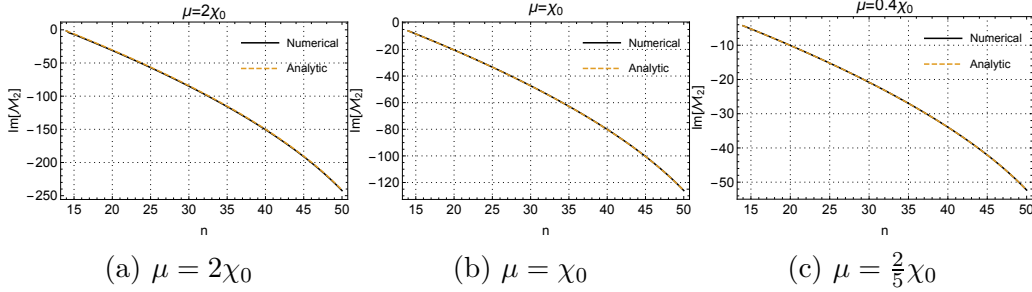 μ=2χ₀
Im[ℳ₂]
0
−50
−100
−150
−200
−250
Numerical
Analytic
15 20 25 30 35 40 45 50
n
(a) μ = 2χ₀
μ=χ₀
Im[ℳ₂]
0
−20
−40
−60
−80
−100
−120
Numerical
Analytic
15 20 25 30 35 40 45 50
n
(b) μ = χ₀
μ=0.4χ₀
Im[ℳ₂]
−10
−20
−30
−40
−50
Numerical
Analytic
15 20 25 30 35 40 45 50
n
(c) μ = 2/5 χ₀